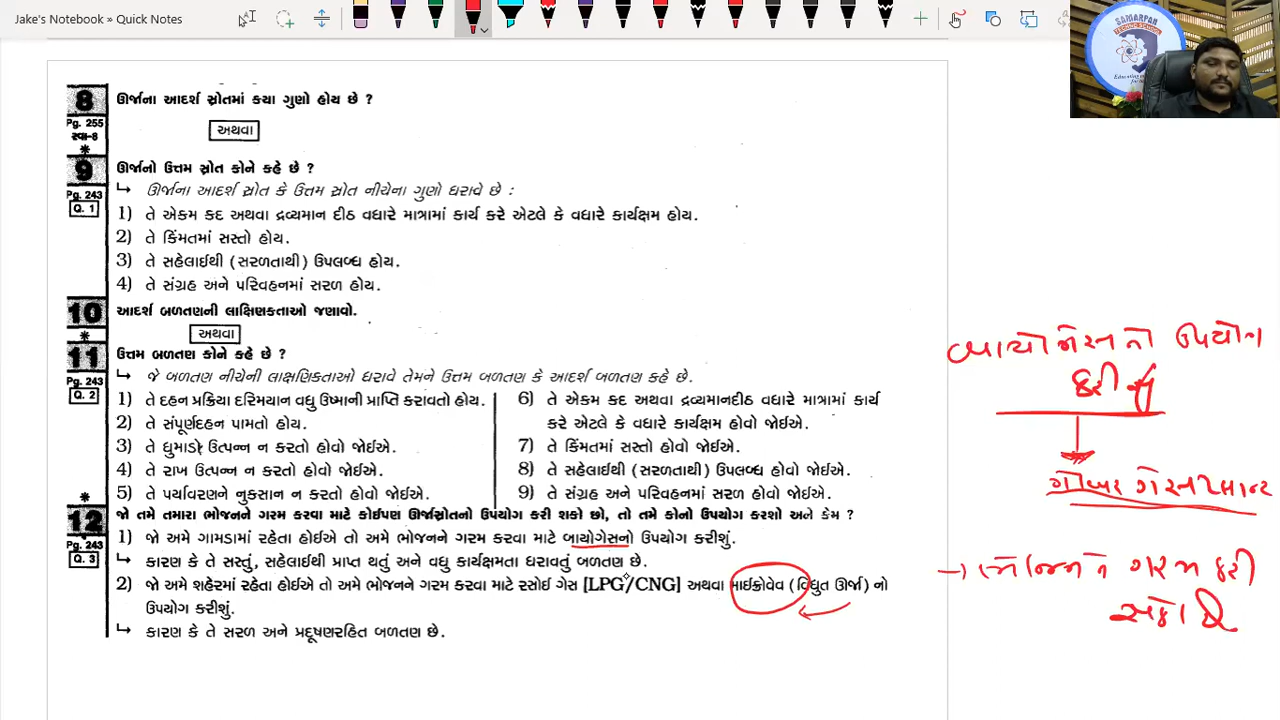 Jake's Notebook » Quick Notes
SAMARPAN
TECHNO SCHOOL
8 ઊર્જાના આદર્શ સ્રોતમાં કયા ગુણો હોય છે ?
Pg. 255
સ્વા-8
અથવા
*
9 ઊર્જાનો ઉત્તમ સ્રોત કોને કહે છે ?
Pg. 243
Q. 1
↳ ઊર્જાના આદર્શ સ્રોત કે ઉત્તમ સ્રોત નીચેના ગુણો ધરાવે છે :
1) તે એકમ કદ અથવા દ્રવ્યમાન દીઠ વધારે માત્રામાં કાર્ય કરે એટલે કે વધારે કાર્યક્ષમ હોય.
2) તે કિંમતમાં સસ્તો હોય.
3) તે સહેલાઈથી (સરળતાથી) ઉપલબ્ધ હોય.
4) તે સંગ્રહ અને પરિવહનમાં સરળ હોય.
10 આદર્શ બળતણની લાક્ષિણકતાઓ જણાવો.
*
અથવા
11 ઉત્તમ બળતણ કોને કહે છે ?
Pg. 243
Q. 2
↳ જે બળતણ નીચેની લાક્ષણિકતાઓ ધરાવે તેમને ઉત્તમ બળતણ કે આદર્શ બળતણ કહે છે.
1) તે દહન પ્રક્રિયા દરિમયાન વધુ ઉષ્માની પ્રાપ્તિ કરાવતો હોય.
2) તે સંપૂર્ણદહન પામતો હોય.
3) તે ધુમાડો ઉત્પન્ન ન કરતો હોવો જોઈએ.
4) તે રાખ ઉત્પન્ન ન કરતો હોવો જોઈએ.
5) તે પર્યાવરણને નુકસાન ન કરતો હોવો જોઈએ.
6) તે એકમ કદ અથવા દ્રવ્યમાનદીઠ વધારે માત્રામાં કાર્ય
કરે એટલે કે વધારે કાર્યક્ષમ હોવો જોઈએ.
7) તે કિંમતમાં સસ્તો હોવો જોઈએ.
8) તે સહેલાઈથી (સરળતાથી) ઉપલબ્ધ હોવો જોઈએ.
9) તે સંગ્રહ અને પરિવહનમાં સરળ હોવો જોઈએ.
*
12 જો તમે તમારા ભોજનને ગરમ કરવા માટે કોઈપણ ઊર્જાસ્રોતનો ઉપયોગ કરી શકો છો, તો તમે કોનો ઉપયોગ કરશો અને કેમ ?
Pg. 243
Q. 3
1) જો અમે ગામડામાં રહેતા હોઈએ તો અમે ભોજનને ગરમ કરવા માટે બાયોગેસનો ઉપયોગ કરીશું.
↳ કારણ કે તે સસ્તું, સહેલાઈથી પ્રાપ્ત થતું અને વધુ કાર્યક્ષમતા ધરાવતું બળતણ છે.
2) જો અમે શહેરમાં રહેતા હોઈએ તો અમે ભોજનને ગરમ કરવા માટે રસોઈ ગેસ [LPG/CNG] અથવા માઈક્રોવેવ (વિદ્યુત ઊર્જા) નો
ઉપયોગ કરીશું.
↳ કારણ કે તે સરળ અને પ્રદૂષણરહિત બળતણ છે.
બાયોગેસનો ઉપયોગ
કરીશું
ગોબર ગેસ પ્લાન્ટ
→ ભોજનને ગરમ કરી